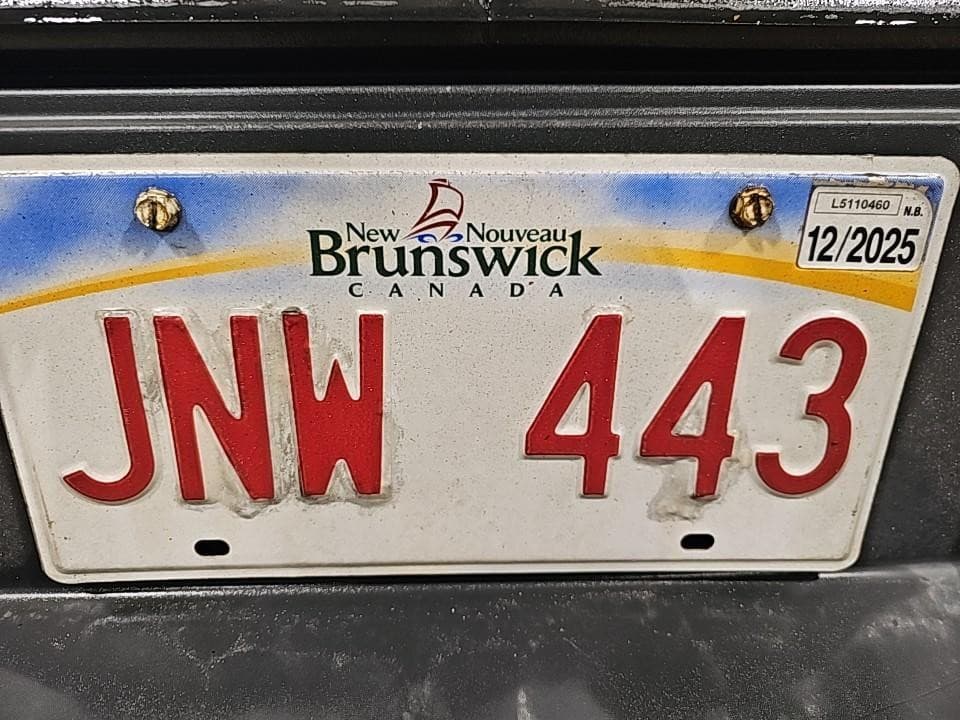 New Nouveau
Brunswick
CANADA
L5110460 N.B.
12/2025
JNW 443